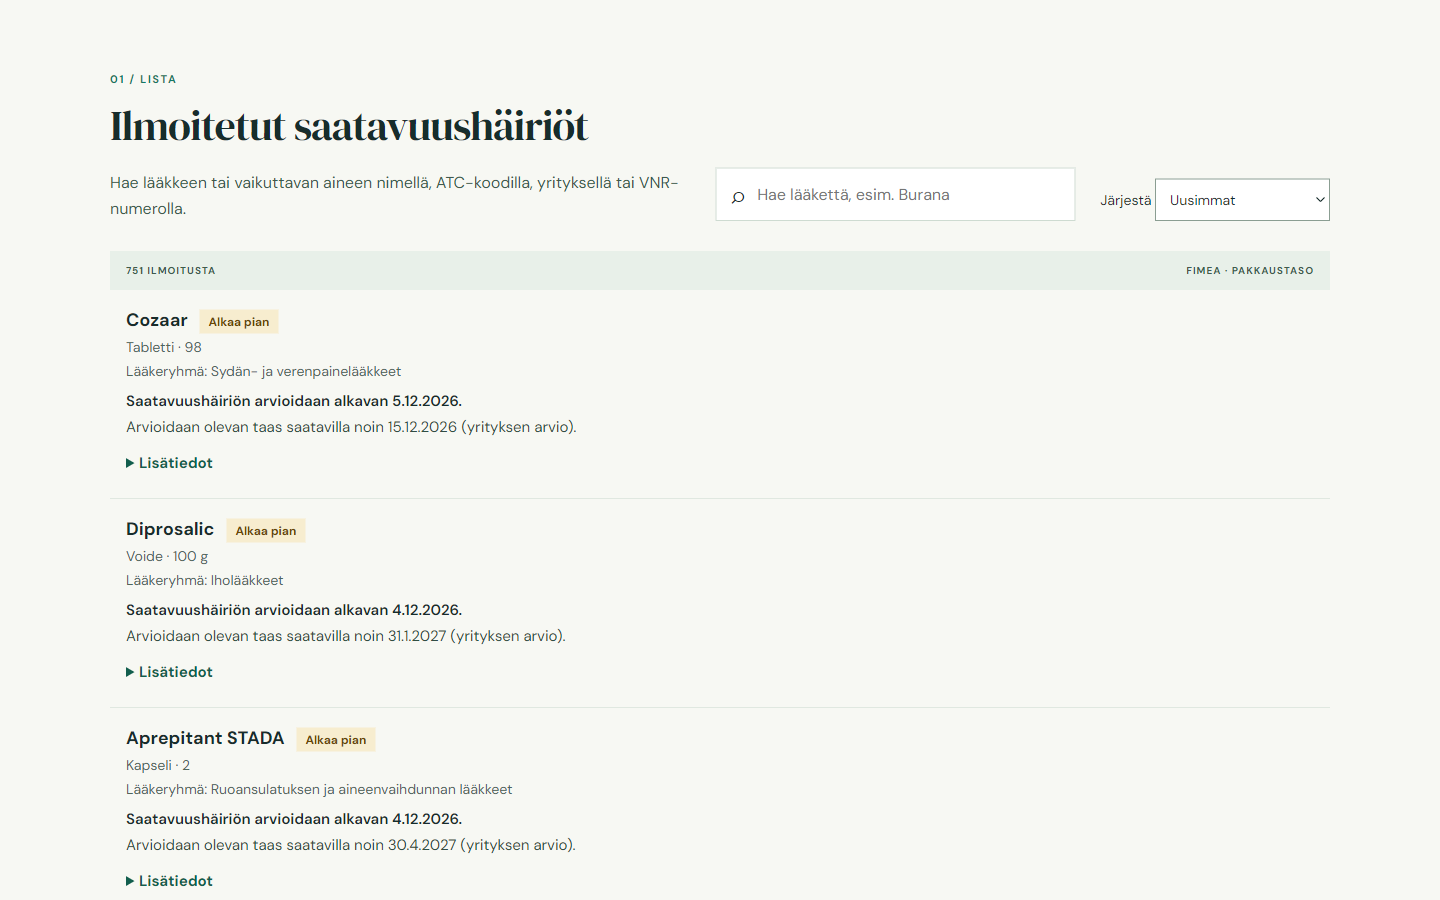 01 / LISTA
Ilmoitetut saatavuushäiriöt
Hae lääkkeen tai vaikuttavan aineen nimellä, ATC-koodilla, yrityksellä tai VNR-
numerolla.
Hae lääkettä, esim. Burana
Järjestä
Uusimmat
751 ILMOITUSTA
FIMEA · PAKKAUSTASO
Cozaar
Alkaa pian
Tabletti · 98
Lääkeryhmä: Sydän- ja verenpainelääkkeet
Saatavuushäiriön arvioidaan alkavan 5.12.2026.
Arvioidaan olevan taas saatavilla noin 15.12.2026 (yrityksen arvio).
Lisätiedot
Diprosalic
Alkaa pian
Voide · 100 g
Lääkeryhmä: Iholääkkeet
Saatavuushäiriön arvioidaan alkavan 4.12.2026.
Arvioidaan olevan taas saatavilla noin 31.1.2027 (yrityksen arvio).
Lisätiedot
Aprepitant STADA
Alkaa pian
Kapseli · 2
Lääkeryhmä: Ruoansulatuksen ja aineenvaihdunnan lääkkeet
Saatavuushäiriön arvioidaan alkavan 4.12.2026.
Arvioidaan olevan taas saatavilla noin 30.4.2027 (yrityksen arvio).
Lisätiedot